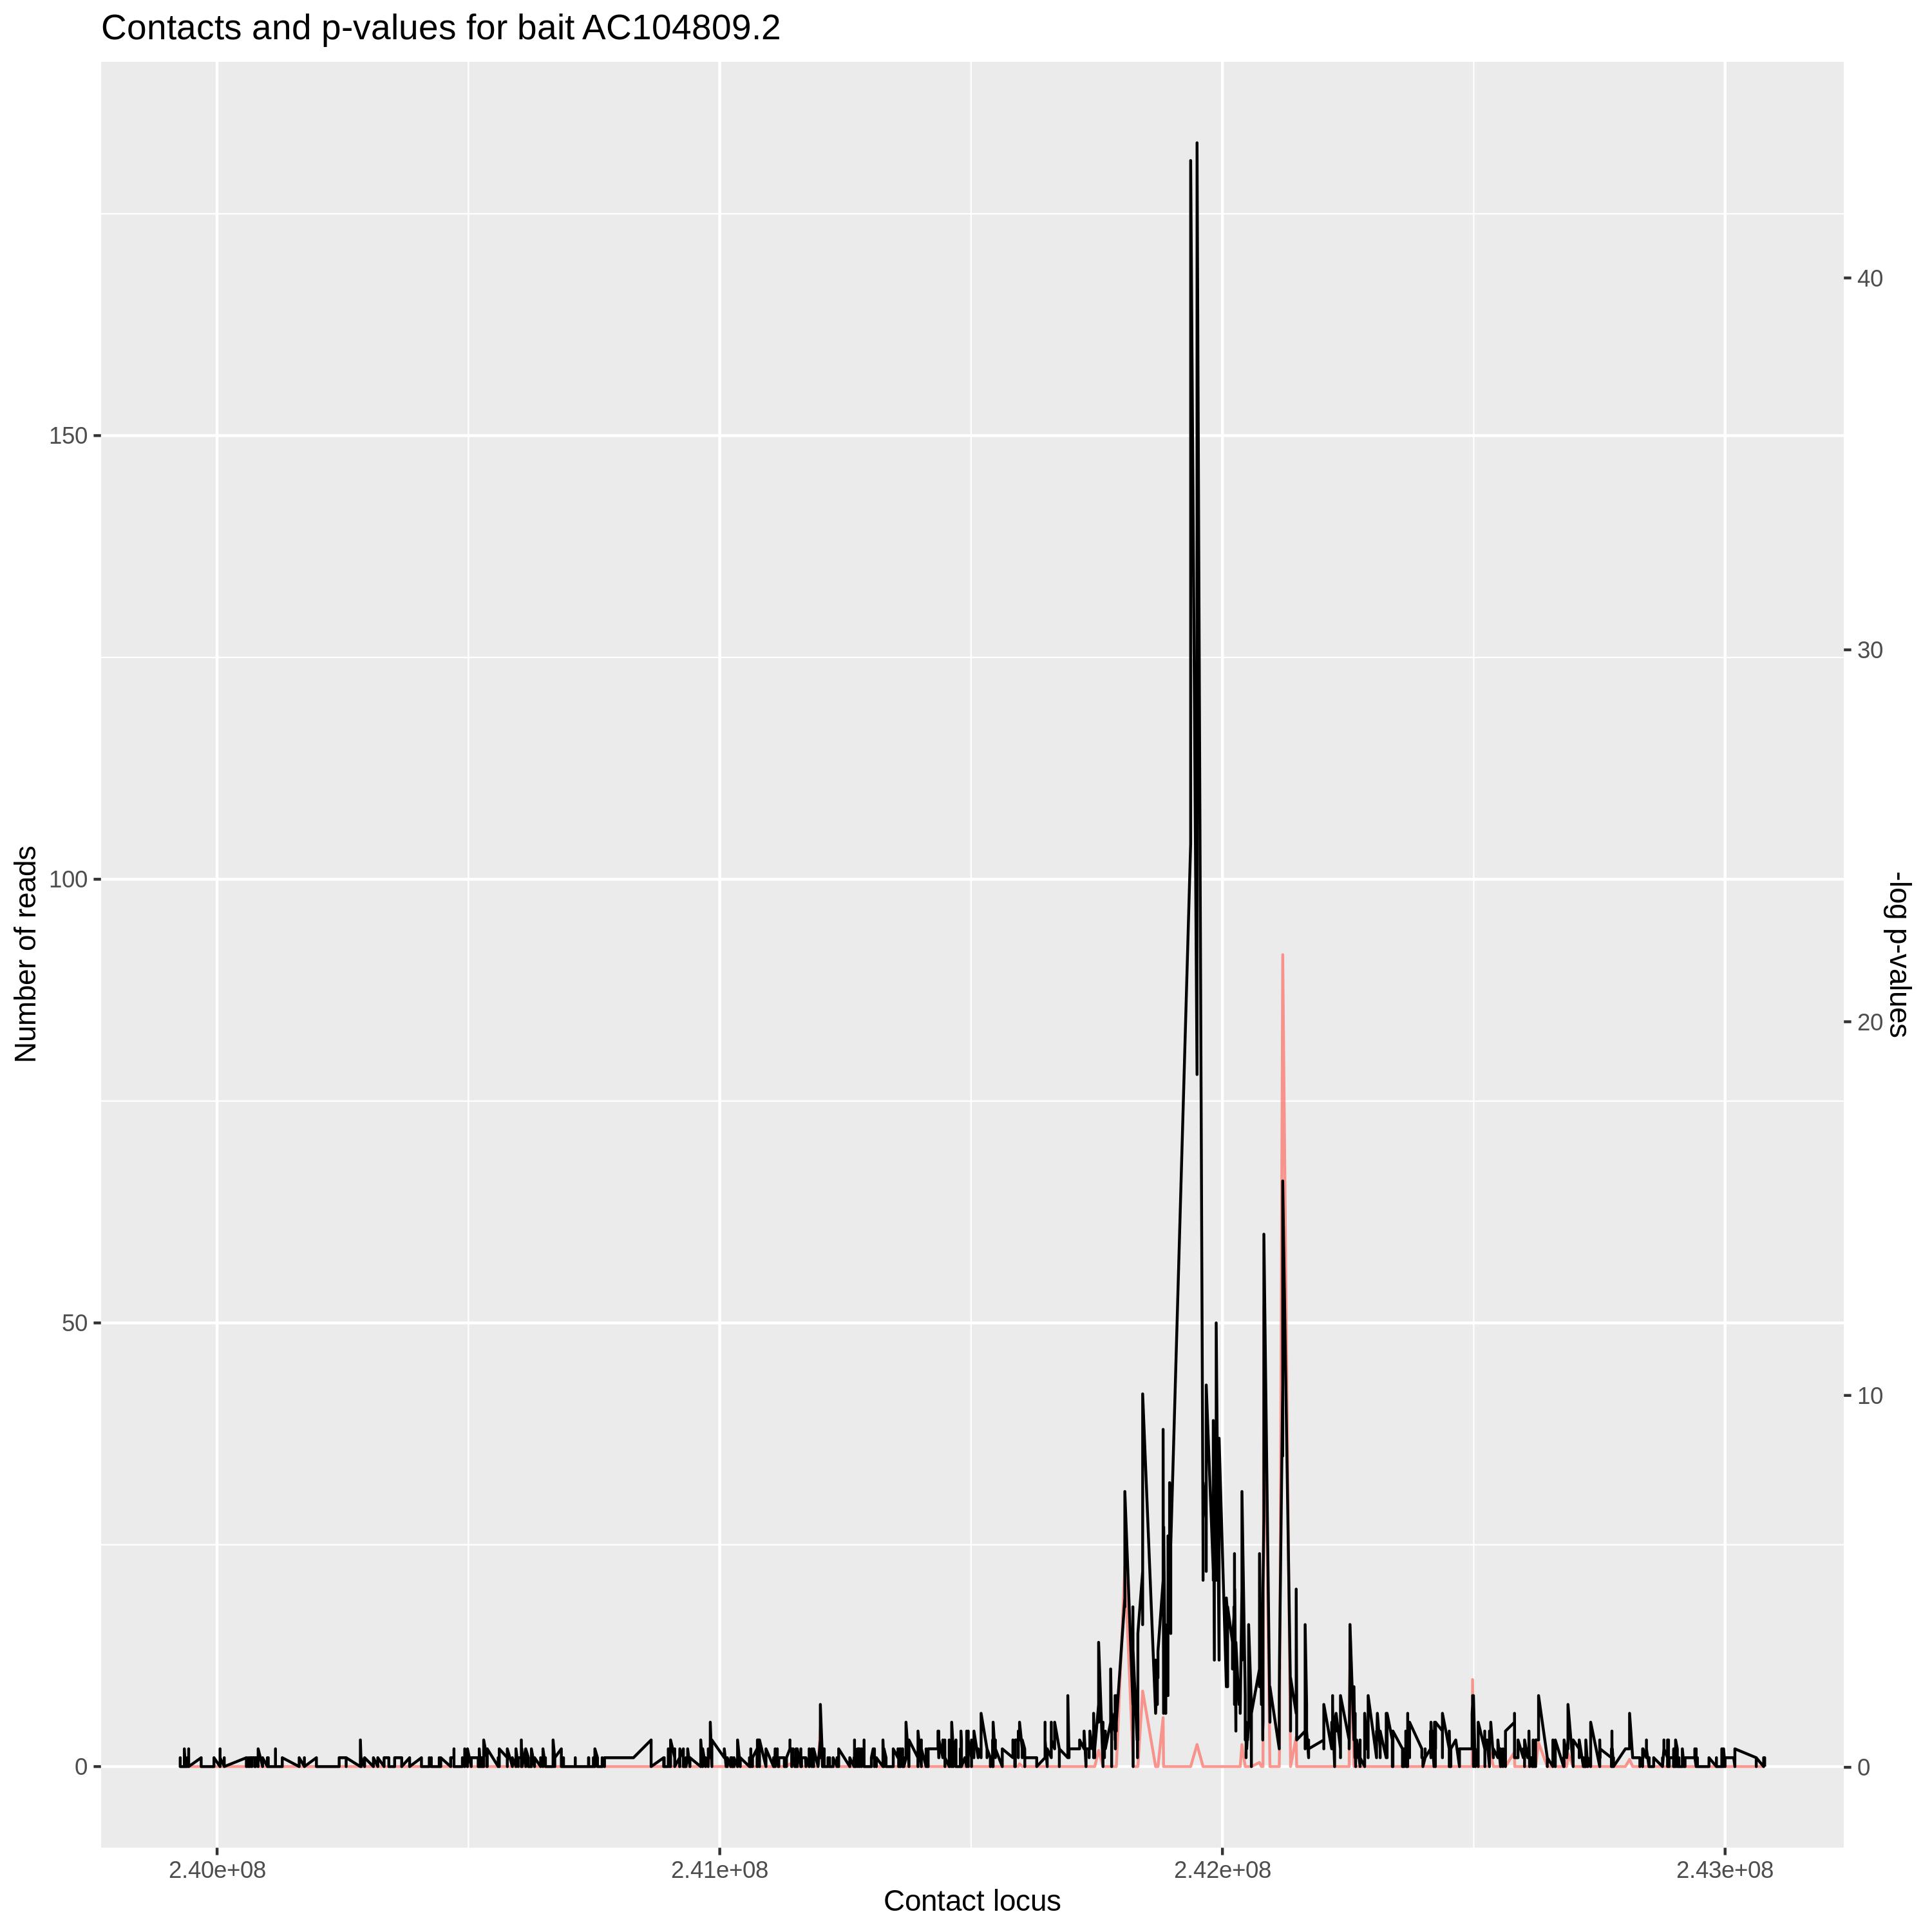 Contacts and p-values for bait AC104809.2
Number of reads
150
100
50
0
40
30
20
10
0
-log p-values
2.40e+08
2.41e+08
2.42e+08
2.43e+08
Contact locus